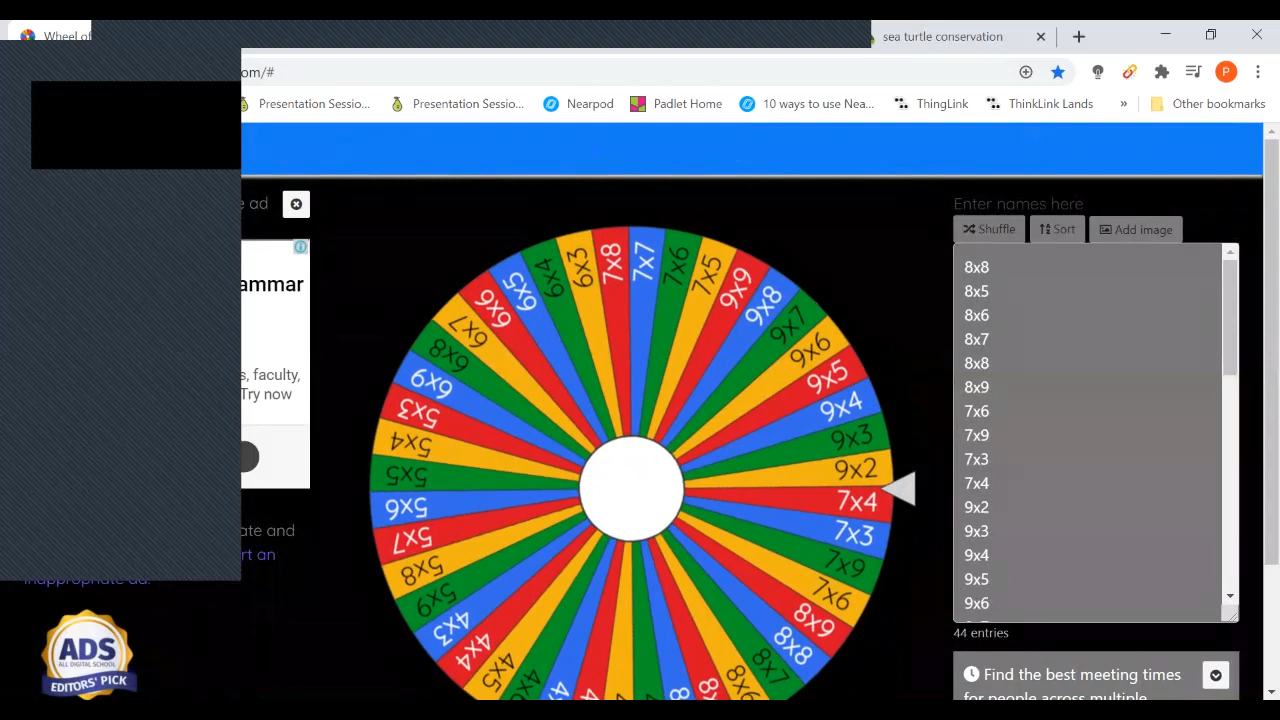 Wheel of
sea turtle conservation
om/#
P
Presentation Sessio...
Presentation Sessio...
Nearpod
Padlet Home
10 ways to use Nea...
ThingLink
ThinkLink Lands
»
Other bookmarks
e ad
Enter names here
Shuffle
Sort
Add image
ammar
s, faculty,
Try now
ate and
rt an
inappropriate ad.
ADS
ALL DIGITAL SCHOOL
EDITORS' PICK
6x3
7x8
7x7
7x6
7x5
9x9
9x8
9x7
9x6
9x5
9x4
9x3
9x2
7x4
7x3
7x9
7x6
8x9
8x8
8x7
8x6
6x4
6x5
6x6
6x7
6x8
6x9
5x3
5x4
5x5
5x6
5x7
5x8
5x9
4x3
4x4
4x5
8x8
8x5
8x6
8x7
8x8
8x9
7x6
7x9
7x3
7x4
9x2
9x3
9x4
9x5
9x6
44 entries
Find the best meeting times
for people across multiple